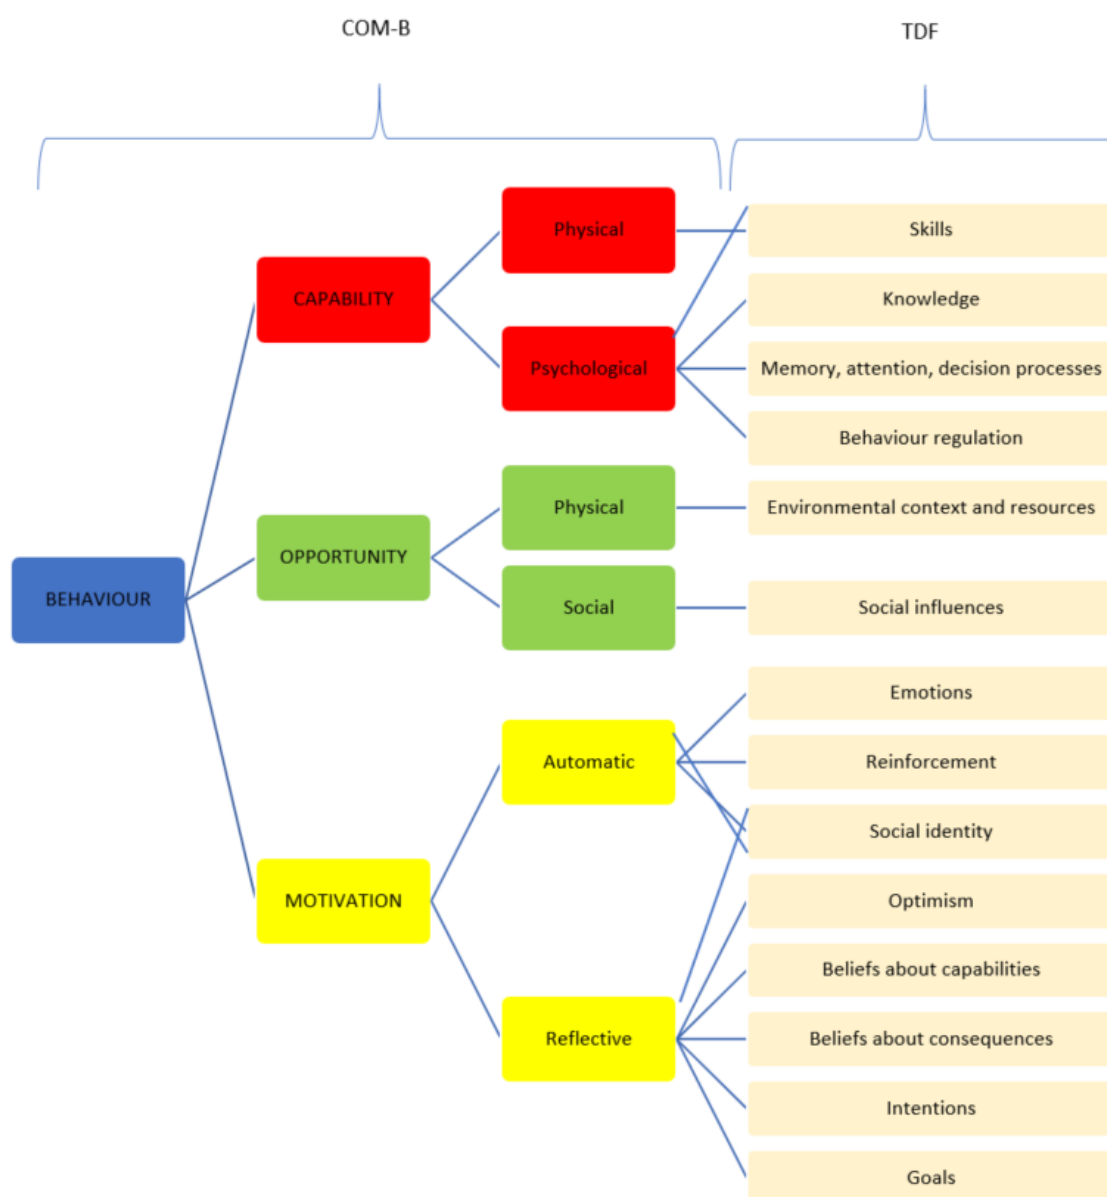 COM-B
TDF
BEHAVIOUR
CAPABILITY
Physical
Psychological
Skills
Knowledge
Memory, attention, decision processes
Behaviour regulation
OPPORTUNITY
Physical
Social
Environmental context and resources
Social influences
MOTIVATION
Automatic
Reflective
Emotions
Reinforcement
Social identity
Optimism
Beliefs about capabilities
Beliefs about consequences
Intentions
Goals